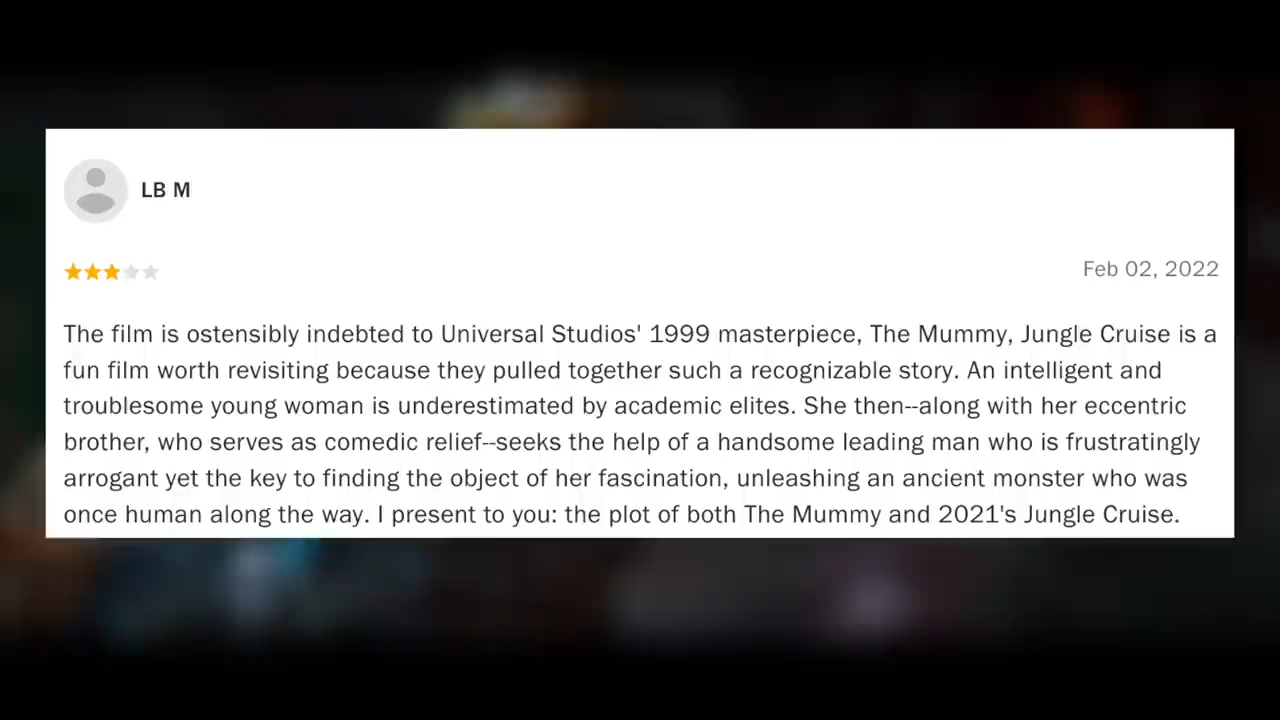 LB M
Feb 02, 2022
The film is ostensibly indebted to Universal Studios' 1999 masterpiece, The Mummy, Jungle Cruise is a
fun film worth revisiting because they pulled together such a recognizable story. An intelligent and
troublesome young woman is underestimated by academic elites. She then--along with her eccentric
brother, who serves as comedic relief--seeks the help of a handsome leading man who is frustratingly
arrogant yet the key to finding the object of her fascination, unleashing an ancient monster who was
once human along the way. I present to you: the plot of both The Mummy and 2021's Jungle Cruise.